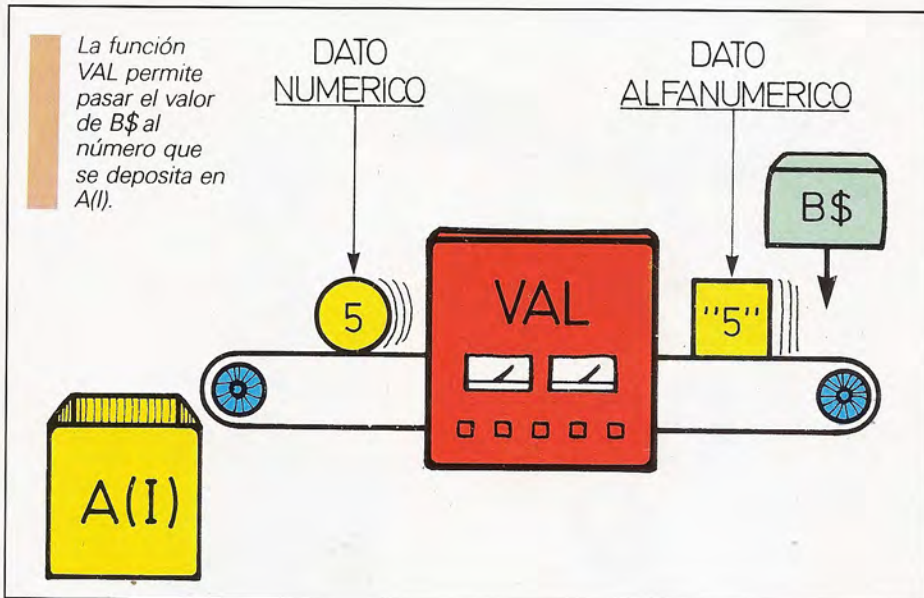 La función
VAL permite
pasar el valor
de B$ al
número que
se deposita en
A(I).
DATO
NUMERICO
DATO
ALFANUMERICO
B$
5
VAL
"5"
A(I)